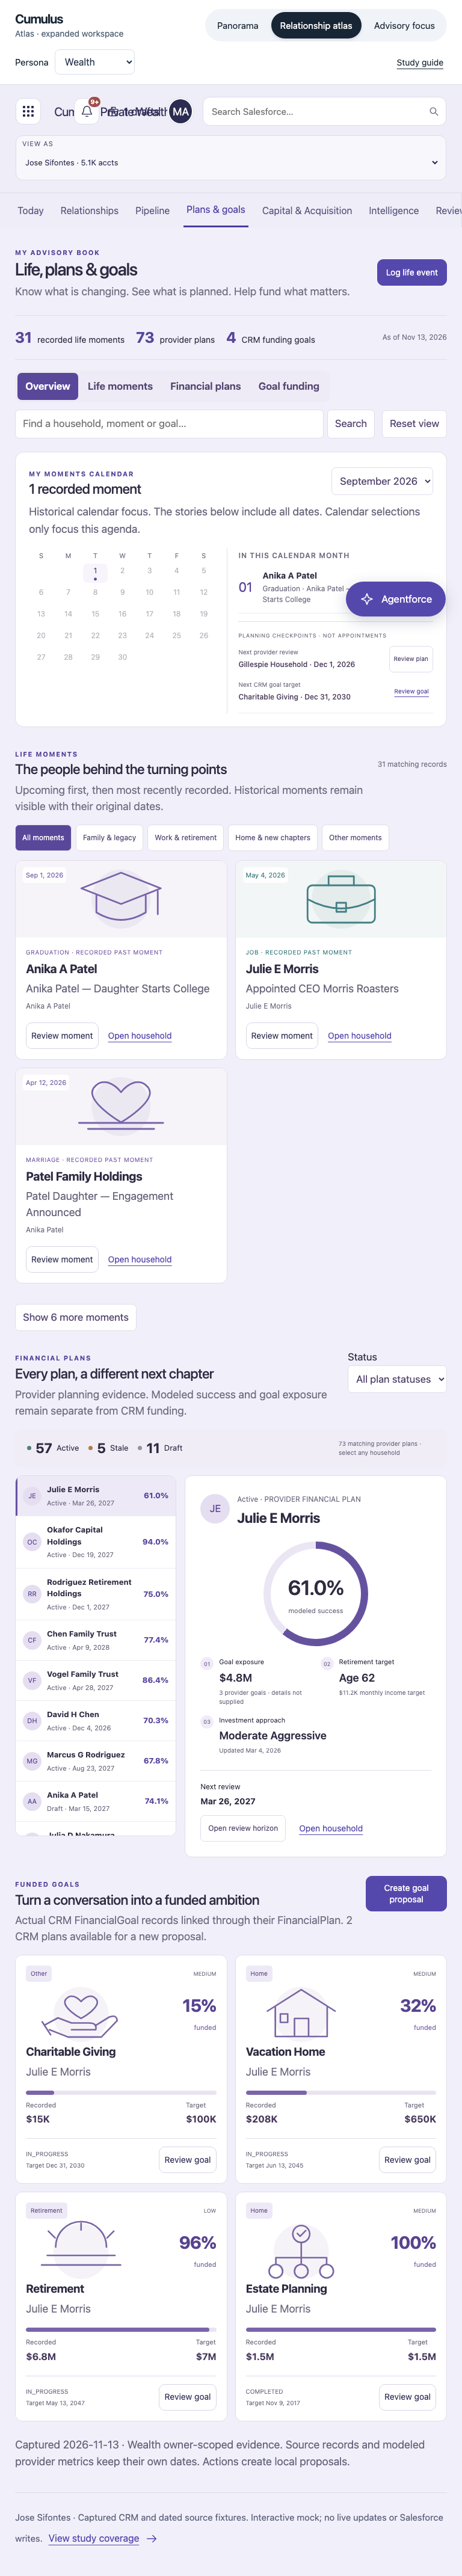 Cumulus
Atlas · expanded workspace
Panorama
Relationship atlas
Advisory focus
Persona
Wealth
Study guide
9+
MA
Search Salesforce...
VIEW AS
Jose Sifontes · 5.1K accts
Today
Relationships
Pipeline
Plans & goals
Capital & Acquisition
Intelligence
MY ADVISORY BOOK
Life, plans & goals
Know what is changing. See what is planned. Help fund what matters.
Log life event
31 recorded life moments
73 provider plans
4 CRM funding goals
As of Nov 13, 2026
Overview
Life moments
Financial plans
Goal funding
Find a household, moment or goal...
Search
Reset view
MY MOMENTS CALENDAR
1 recorded moment
September 2026
Historical calendar focus. The stories below include all dates. Calendar selections
only focus this agenda.
S M T W T F S
1 2 3 4 5
6 7 8 9 10 11 12
13 14 15 16 17 18 19
20 21 22 23 24 25 26
27 28 29 30
IN THIS CALENDAR MONTH
01
Anika A Patel
Graduation · Anika Patel —
Starts College
Agentforce
PLANNING CHECKPOINTS · NOT APPOINTMENTS
Next provider review
Gillespie Household · Dec 1, 2026
Review plan
Next CRM goal target
Charitable Giving · Dec 31, 2030
Review goal
LIFE MOMENTS
The people behind the turning points
31 matching records
Upcoming first, then most recently recorded. Historical moments remain
visible with their original dates.
All moments
Family & legacy
Work & retirement
Home & new chapters
Other moments
Sep 1, 2026
GRADUATION · RECORDED PAST MOMENT
Anika A Patel
Anika Patel — Daughter Starts College
Anika A Patel
Review moment
Open household
May 4, 2026
JOB · RECORDED PAST MOMENT
Julie E Morris
Appointed CEO Morris Roasters
Julie E Morris
Review moment
Open household
Apr 12, 2026
MARRIAGE · RECORDED PAST MOMENT
Patel Family Holdings
Patel Daughter — Engagement
Announced
Anika Patel
Review moment
Open household
Show 6 more moments
FINANCIAL PLANS
Every plan, a different next chapter
Provider planning evidence. Modeled success and goal exposure
remain separate from CRM funding.
Status
All plan statuses
57 Active
5 Stale
11 Draft
73 matching provider plans ·
select any household
JE
Julie E Morris
Active · Mar 26, 2027
61.0%
OC
Okafor Capital
Holdings
Active · Dec 19, 2027
94.0%
RR
Rodriguez Retirement
Holdings
Active · Dec 1, 2027
75.0%
CF
Chen Family Trust
Active · Apr 9, 2028
77.4%
VF
Vogel Family Trust
Active · Apr 28, 2027
86.4%
DH
David H Chen
Active · Dec 4, 2026
70.3%
MG
Marcus G Rodriguez
Active · Aug 23, 2027
67.8%
AA
Anika A Patel
Draft · Mar 15, 2027
74.1%
Julia D Nakamura
JE
Active · PROVIDER FINANCIAL PLAN
Julie E Morris
61.0%
modeled success
01
Goal exposure
$4.8M
3 provider goals · details not
supplied
02
Retirement target
Age 62
$11.2K monthly income target
03
Investment approach
Moderate Aggressive
Updated Mar 4, 2026
Next review
Mar 26, 2027
Open review horizon
Open household
FUNDED GOALS
Turn a conversation into a funded ambition
Actual CRM FinancialGoal records linked through their FinancialPlan. 2
CRM plans available for a new proposal.
Create goal
proposal
Other
MEDIUM
15%
funded
Charitable Giving
Julie E Morris
Recorded
Target
$15K
$100K
IN_PROGRESS
Target Dec 31, 2030
Review goal
Home
MEDIUM
32%
funded
Vacation Home
Julie E Morris
Recorded
Target
$208K
$650K
IN_PROGRESS
Target Jun 13, 2045
Review goal
Retirement
LOW
96%
funded
Retirement
Julie E Morris
Recorded
Target
$6.8M
$7M
IN_PROGRESS
Target May 13, 2047
Review goal
Home
MEDIUM
100%
funded
Estate Planning
Julie E Morris
Recorded
Target
$1.5M
$1.5M
COMPLETED
Target Nov 9, 2017
Review goal
Captured 2026-11-13 · Wealth owner-scoped evidence. Source records and modeled
provider metrics keep their own dates. Actions create local proposals.
Jose Sifontes · Captured CRM and dated source fixtures. Interactive mock; no live updates or Salesforce
writes. View study coverage →